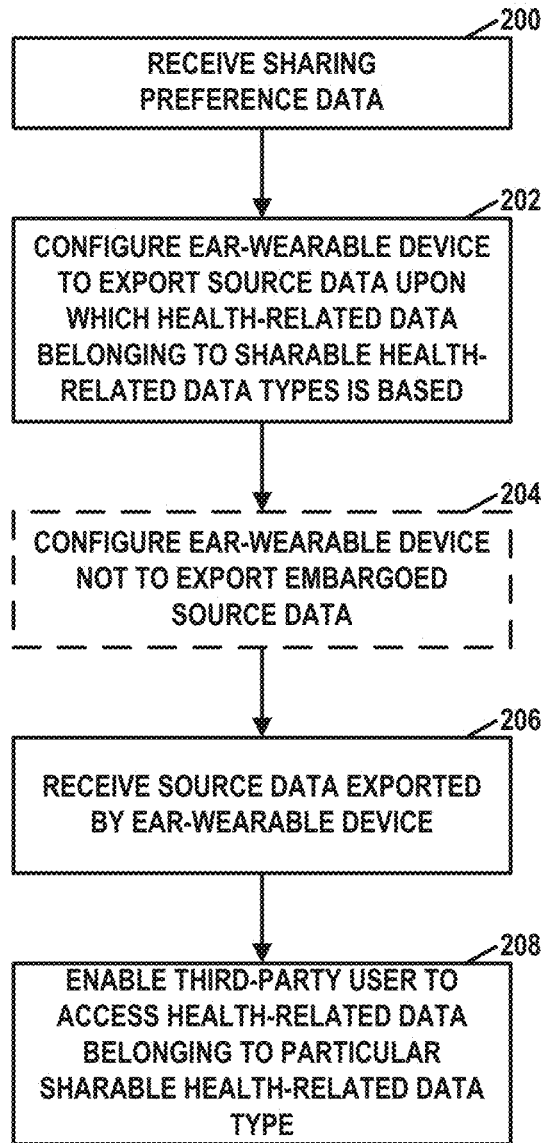 200
RECEIVE SHARING
PREFERENCE DATA
202
CONFIGURE EAR-WEARABLE DEVICE
TO EXPORT SOURCE DATA UPON
WHICH HEALTH-RELATED DATA
BELONGING TO SHARABLE HEALTH-
RELATED DATA TYPES IS BASED
204
CONFIGURE EAR-WEARABLE DEVICE
NOT TO EXPORT EMBARGOED
SOURCE DATA
206
RECEIVE SOURCE DATA EXPORTED
BY EAR-WEARABLE DEVICE
208
ENABLE THIRD-PARTY USER TO
ACCESS HEALTH-RELATED DATA
BELONGING TO PARTICULAR
SHARABLE HEALTH-RELATED DATA
TYPE